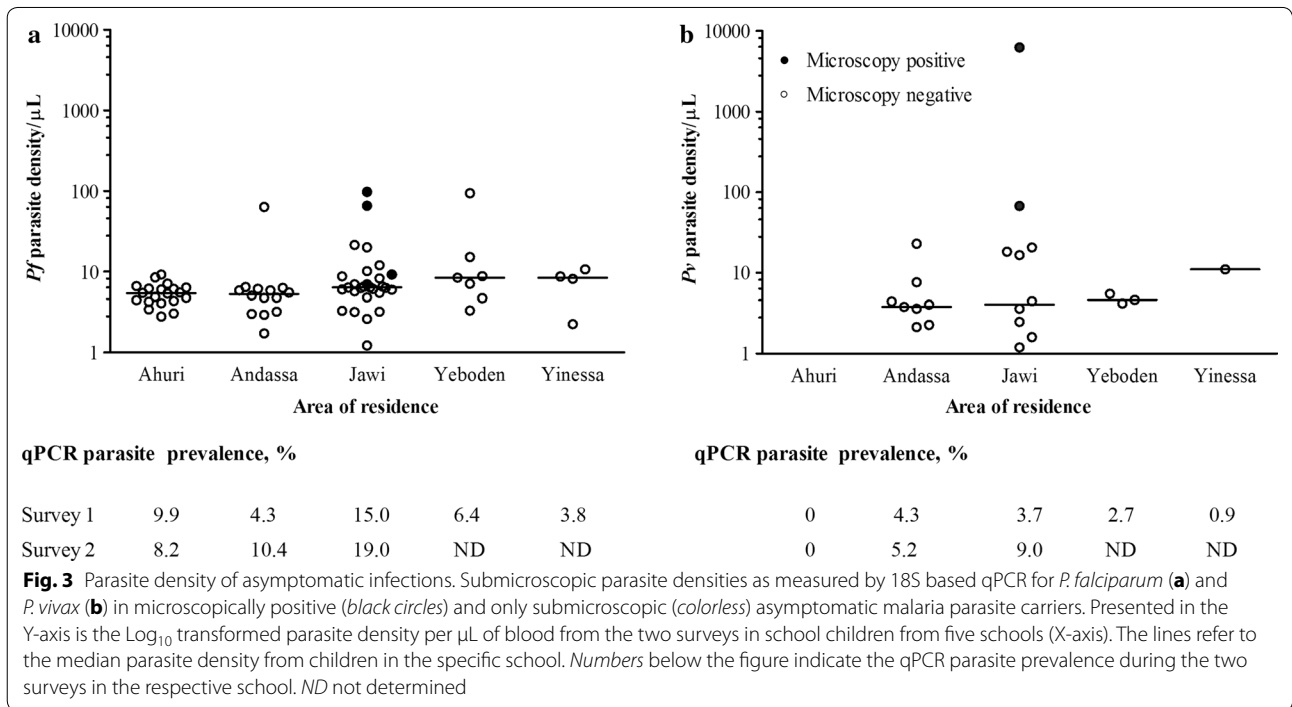 a
10000
1000
100
10
1
Pf parasite density/μL
Ahuri Andassa Jawi Yeboden Yinessa
Area of residence
b
10000
1000
100
10
1
Pv parasite density/μL
Microscopy positive
Microscopy negative
Ahuri Andassa Jawi Yeboden Yinessa
Area of residence
qPCR parasite prevalence, % qPCR parasite prevalence, %
Survey 1 9.9 4.3 15.0 6.4 3.8 0 4.3 3.7 2.7 0.9
Survey 2 8.2 10.4 19.0 ND ND 0 5.2 9.0 ND ND
Fig. 3 Parasite density of asymptomatic infections. Submicroscopic parasite densities as measured by 18S based qPCR for P. falciparum (a) and
P. vivax (b) in microscopically positive (black circles) and only submicroscopic (colorless) asymptomatic malaria parasite carriers. Presented in the
Y-axis is the Log10 transformed parasite density per μL of blood from the two surveys in school children from five schools (X-axis). The lines refer to
the median parasite density from children in the specific school. Numbers below the figure indicate the qPCR parasite prevalence during the two
surveys in the respective school. ND not determined